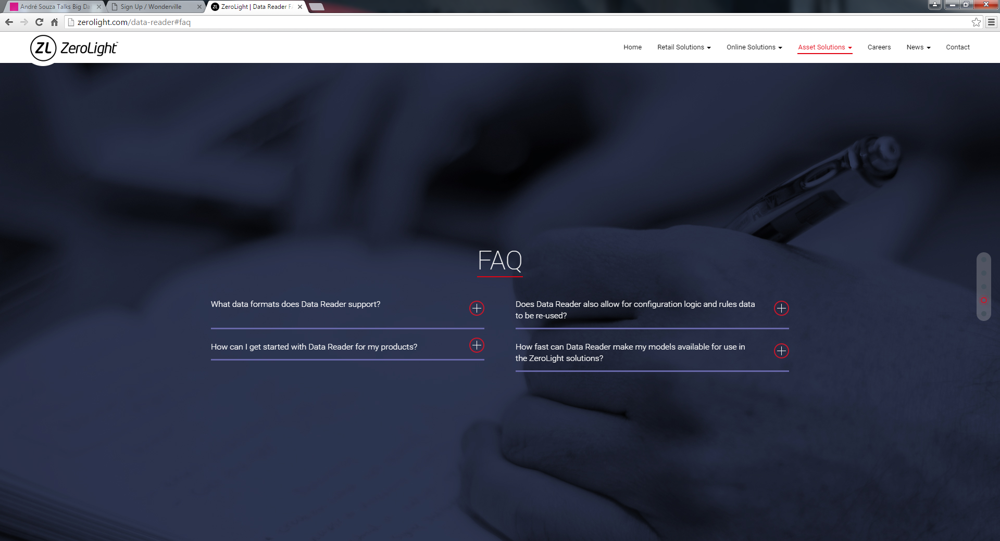 André Souza Talks Big Da
Sign Up / Wonderville
ZL ZeroLight | Data Reader FA
zerolight.com/data-reader#faq
ZL ZeroLight™
Home Retail Solutions Online Solutions Asset Solutions Careers News Contact
FAQ
What data formats does Data Reader support?
How can I get started with Data Reader for my products?
Does Data Reader also allow for configuration logic and rules data
to be re-used?
How fast can Data Reader make my models available for use in
the ZeroLight solutions?